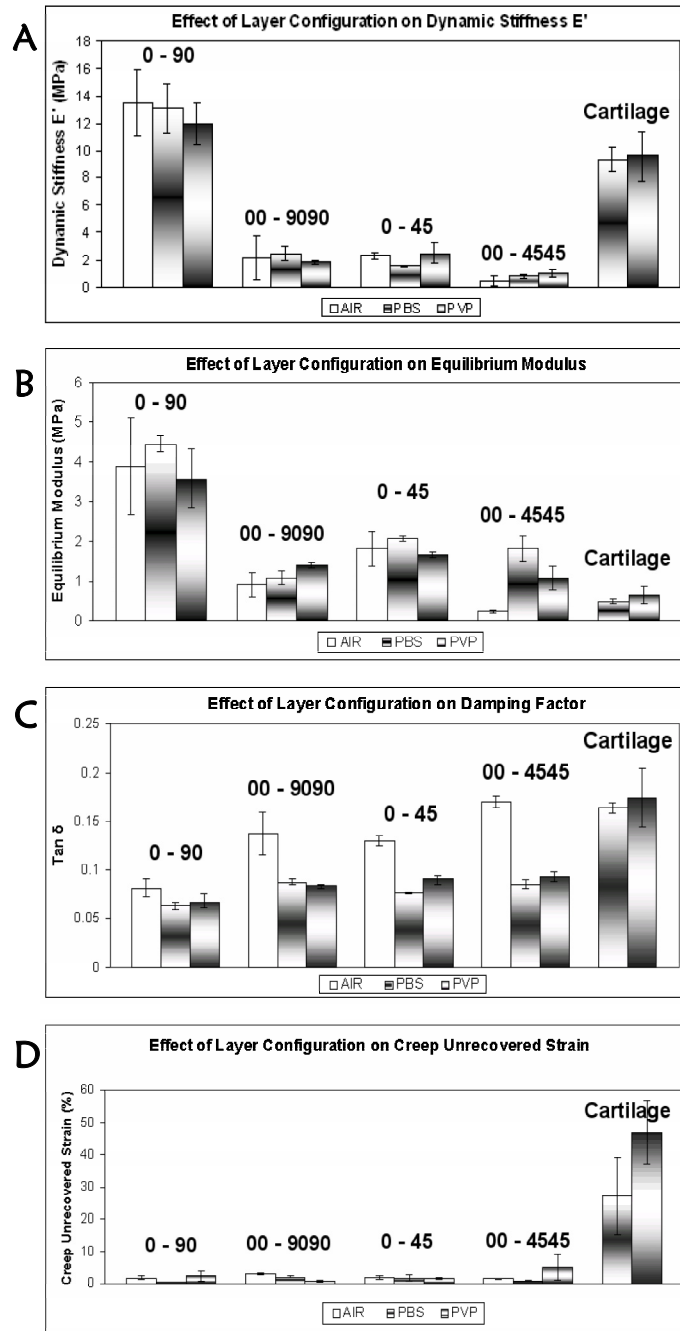 A
Effect of Layer Configuration on Dynamic Stiffness E'
Dynamic Stiffness E' (MPa)
18
16
14
12
10
8
6
4
2
0
0 - 90
00 - 9090
0 - 45
00 - 4545
Cartilage
AIR PBS PVP
B
Effect of Layer Configuration on Equilibrium Modulus
Equilibrium Modulus (MPa)
6
5
4
3
2
1
0
0 - 90
00 - 9090
0 - 45
00 - 4545
Cartilage
AIR PBS PVP
C
Effect of Layer Configuration on Damping Factor
Tan δ
0.25
0.2
0.15
0.1
0.05
0
0 - 90
00 - 9090
0 - 45
00 - 4545
Cartilage
AIR PBS PVP
D
Effect of Layer Configuration on Creep Unrecovered Strain
Creep Unrecovered Strain (%)
60
50
40
30
20
10
0
0 - 90
00 - 9090
0 - 45
00 - 4545
Cartilage
AIR PBS PVP